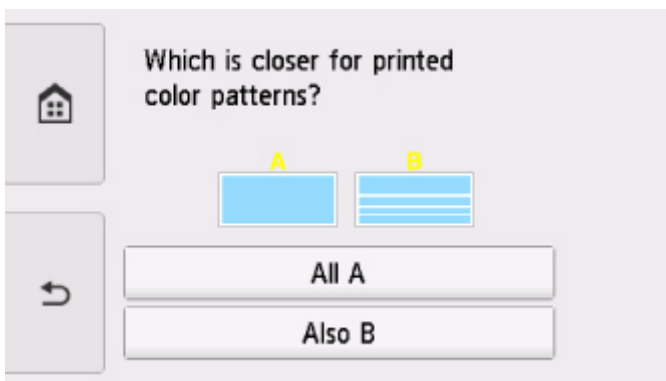 Which is closer for printed
color patterns?
A B
All A
Also B